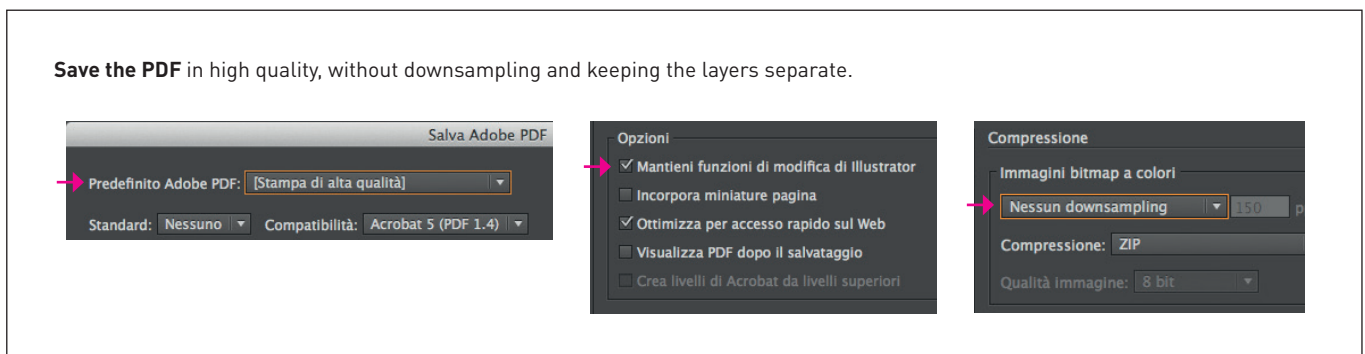 Save the PDF in high quality, without downsampling and keeping the layers separate.
Salva Adobe PDF
Predefinito Adobe PDF: [Stampa di alta qualità]
Standard: Nessuno Compatibilità: Acrobat 5 (PDF 1.4)
Opzioni
Mantieni funzioni di modifica di Illustrator
Incorpora miniature pagina
Ottimizza per accesso rapido sul Web
Visualizza PDF dopo il salvataggio
Crea livelli di Acrobat da livelli superiori
Compressione
Immagini bitmap a colori
Nessun downsampling 150 p
Compressione: ZIP
Qualità immagine: 8 bit